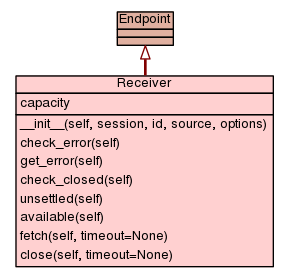 Endpoint
Receiver
capacity
__init__(self, session, id, source, options)
check_error(self)
get_error(self)
check_closed(self)
unsettled(self)
available(self)
fetch(self, timeout=None)
close(self, timeout=None)